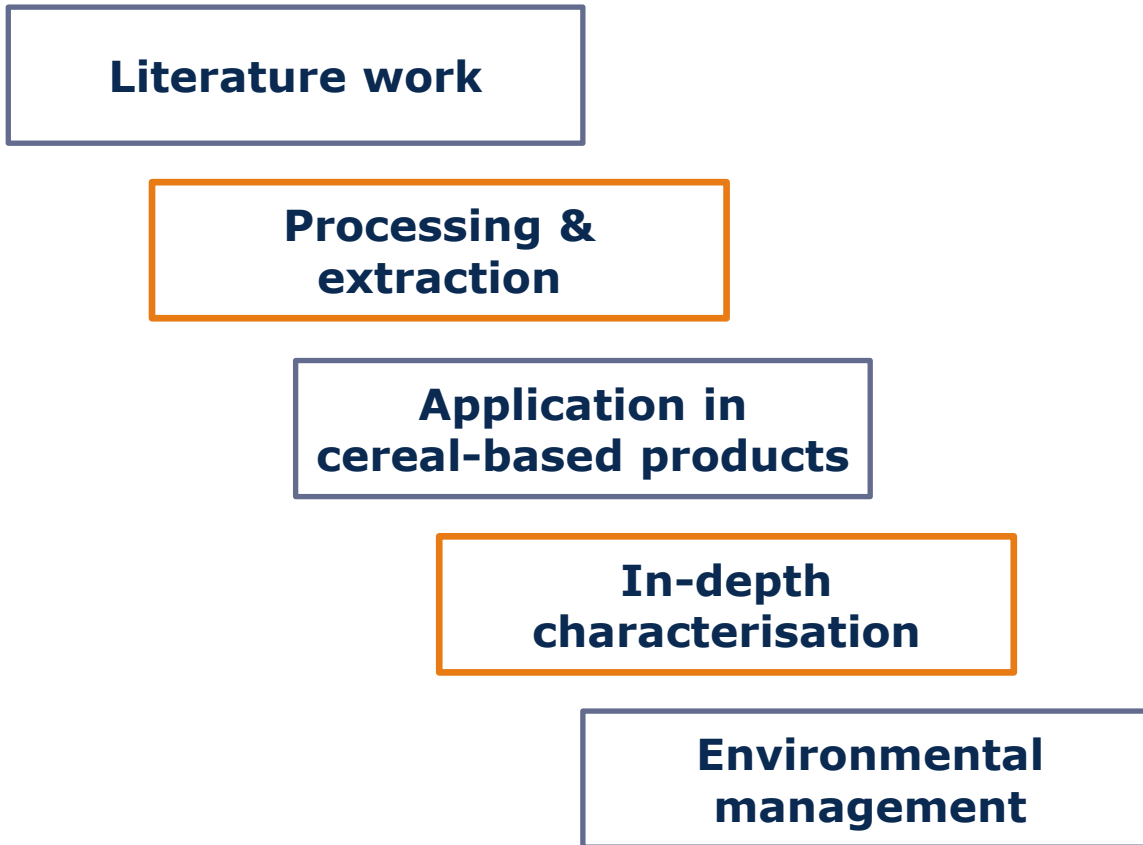 Literature work
Processing &
extraction
Application in
cereal-based products
In-depth
characterisation
Environmental
management